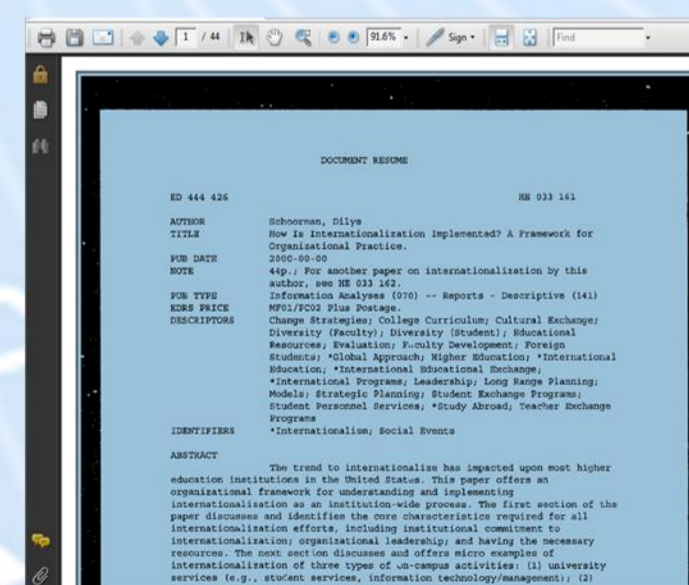 1 / 44 91.6% Sign Find
DOCUMENT RESUME
ED 444 426 HE 033 161
AUTHOR Schoorman, Dilys
TITLE How Is Internationalization Implemented? A Framework for
Organizational Practice.
PUB DATE 2000-00-00
NOTE 44p.; For another paper on internationalization by this
author, see HE 033 162.
PUB TYPE Information Analyses (070) -- Reports - Descriptive (141)
EDRS PRICE MF01/PC02 Plus Postage.
DESCRIPTORS Change Strategies; College Curriculum; Cultural Exchange;
Diversity (Faculty); Diversity (Student); Educational
Resources; Evaluation; Faculty Development; Foreign
Students; *Global Approach; Higher Education; *International
Education; *International Educational Exchange;
*International Programs; Leadership; Long Range Planning;
Models; Strategic Planning; Student Exchange Programs;
Student Personnel Services; *Study Abroad; Teacher Exchange
Programs
IDENTIFIERS *Internationalism; Social Events
ABSTRACT
The trend to internationalize has impacted upon most higher
education institutions in the United States. This paper offers an
organizational framework for understanding and implementing
internationalization as an institution-wide process. The first section of the
paper discusses and identifies the core characteristics required for all
internationalization efforts, including institutional commitment to
internationalization; organizational leadership; and having the necessary
resources. The next section discusses and offers micro examples of
internationalization of three types of on-campus activities: (1) university
services (e.g., student services, information technology/management); (2)